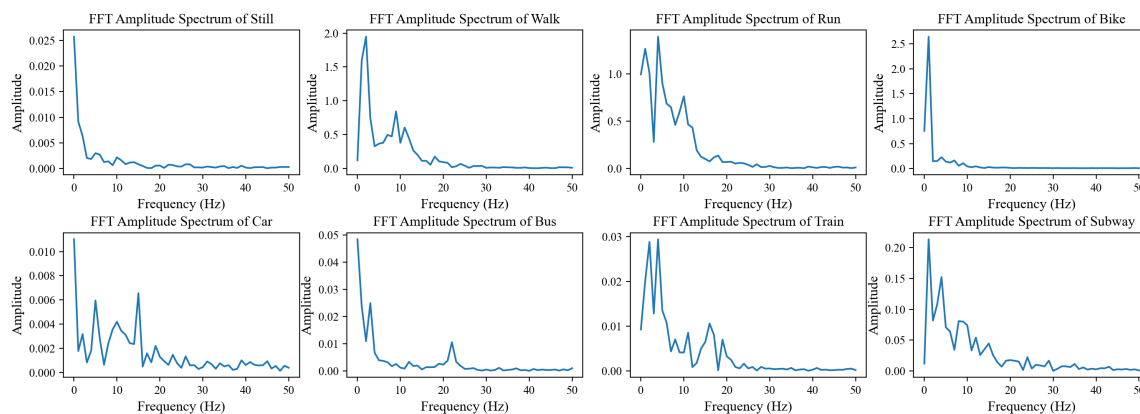 FFT Amplitude Spectrum of Still
0.025
0.020
0.015
0.010
0.005
0.000
Amplitude
0 10 20 30 40 50
Frequency (Hz)
FFT Amplitude Spectrum of Walk
2.0
1.5
1.0
0.5
0.0
Amplitude
0 10 20 30 40 50
Frequency (Hz)
FFT Amplitude Spectrum of Run
1.0
0.5
0.0
Amplitude
0 10 20 30 40 50
Frequency (Hz)
FFT Amplitude Spectrum of Bike
2.5
2.0
1.5
1.0
0.5
0.0
Amplitude
0 10 20 30 40 50
Frequency (Hz)
FFT Amplitude Spectrum of Car
0.010
0.008
0.006
0.004
0.002
0.000
Amplitude
0 10 20 30 40 50
Frequency (Hz)
FFT Amplitude Spectrum of Bus
0.05
0.04
0.03
0.02
0.01
0.00
Amplitude
0 10 20 30 40 50
Frequency (Hz)
FFT Amplitude Spectrum of Train
0.03
0.02
0.01
0.00
Amplitude
0 10 20 30 40 50
Frequency (Hz)
FFT Amplitude Spectrum of Subway
0.20
0.15
0.10
0.05
0.00
Amplitude
0 10 20 30 40 50
Frequency (Hz)